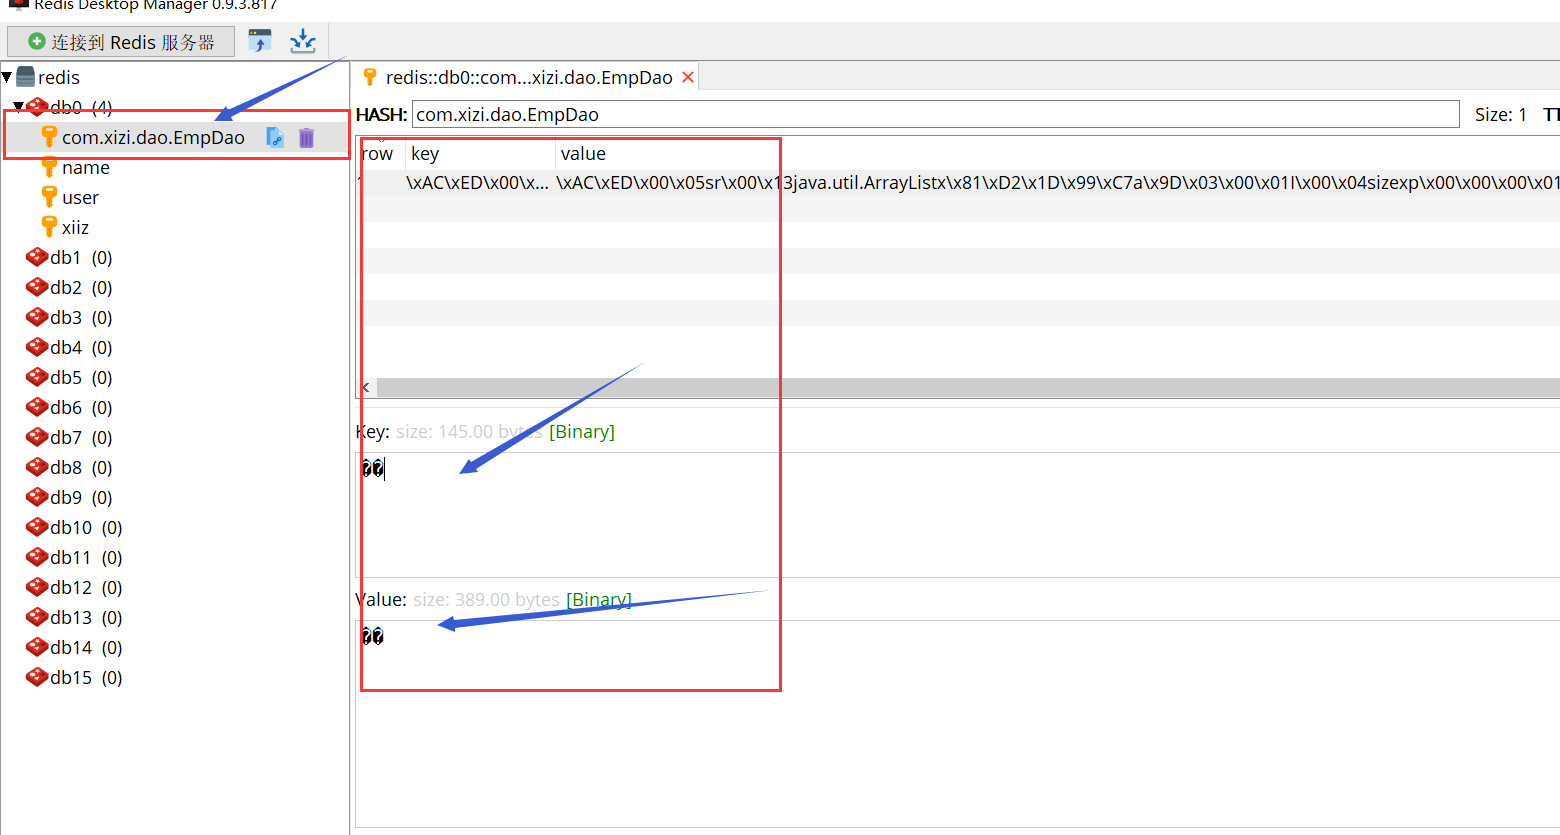 Redis Desktop Manager 0.9.3.817
连接到 Redis 服务器
redis
db0 (4)
com.xizi.dao.EmpDao
name
user
xiiz
db1 (0)
db2 (0)
db3 (0)
db4 (0)
db5 (0)
db6 (0)
db7 (0)
db8 (0)
db9 (0)
db10 (0)
db11 (0)
db12 (0)
db13 (0)
db14 (0)
db15 (0)
redis::db0::com...xizi.dao.EmpDao
HASH: com.xizi.dao.EmpDao Size: 1 TT
row key value
1 \xAC\xED\x00\x... \xAC\xED\x00\x05sr\x00\x13java.util.ArrayListx\x81\xD2\x1D\x99\xC7a\x9D\x03\x00\x01I\x00\x04sizexp\x00\x00\x00\x01
Key: size: 145.00 bytes [Binary]
��
Value: size: 389.00 bytes [Binary]
��